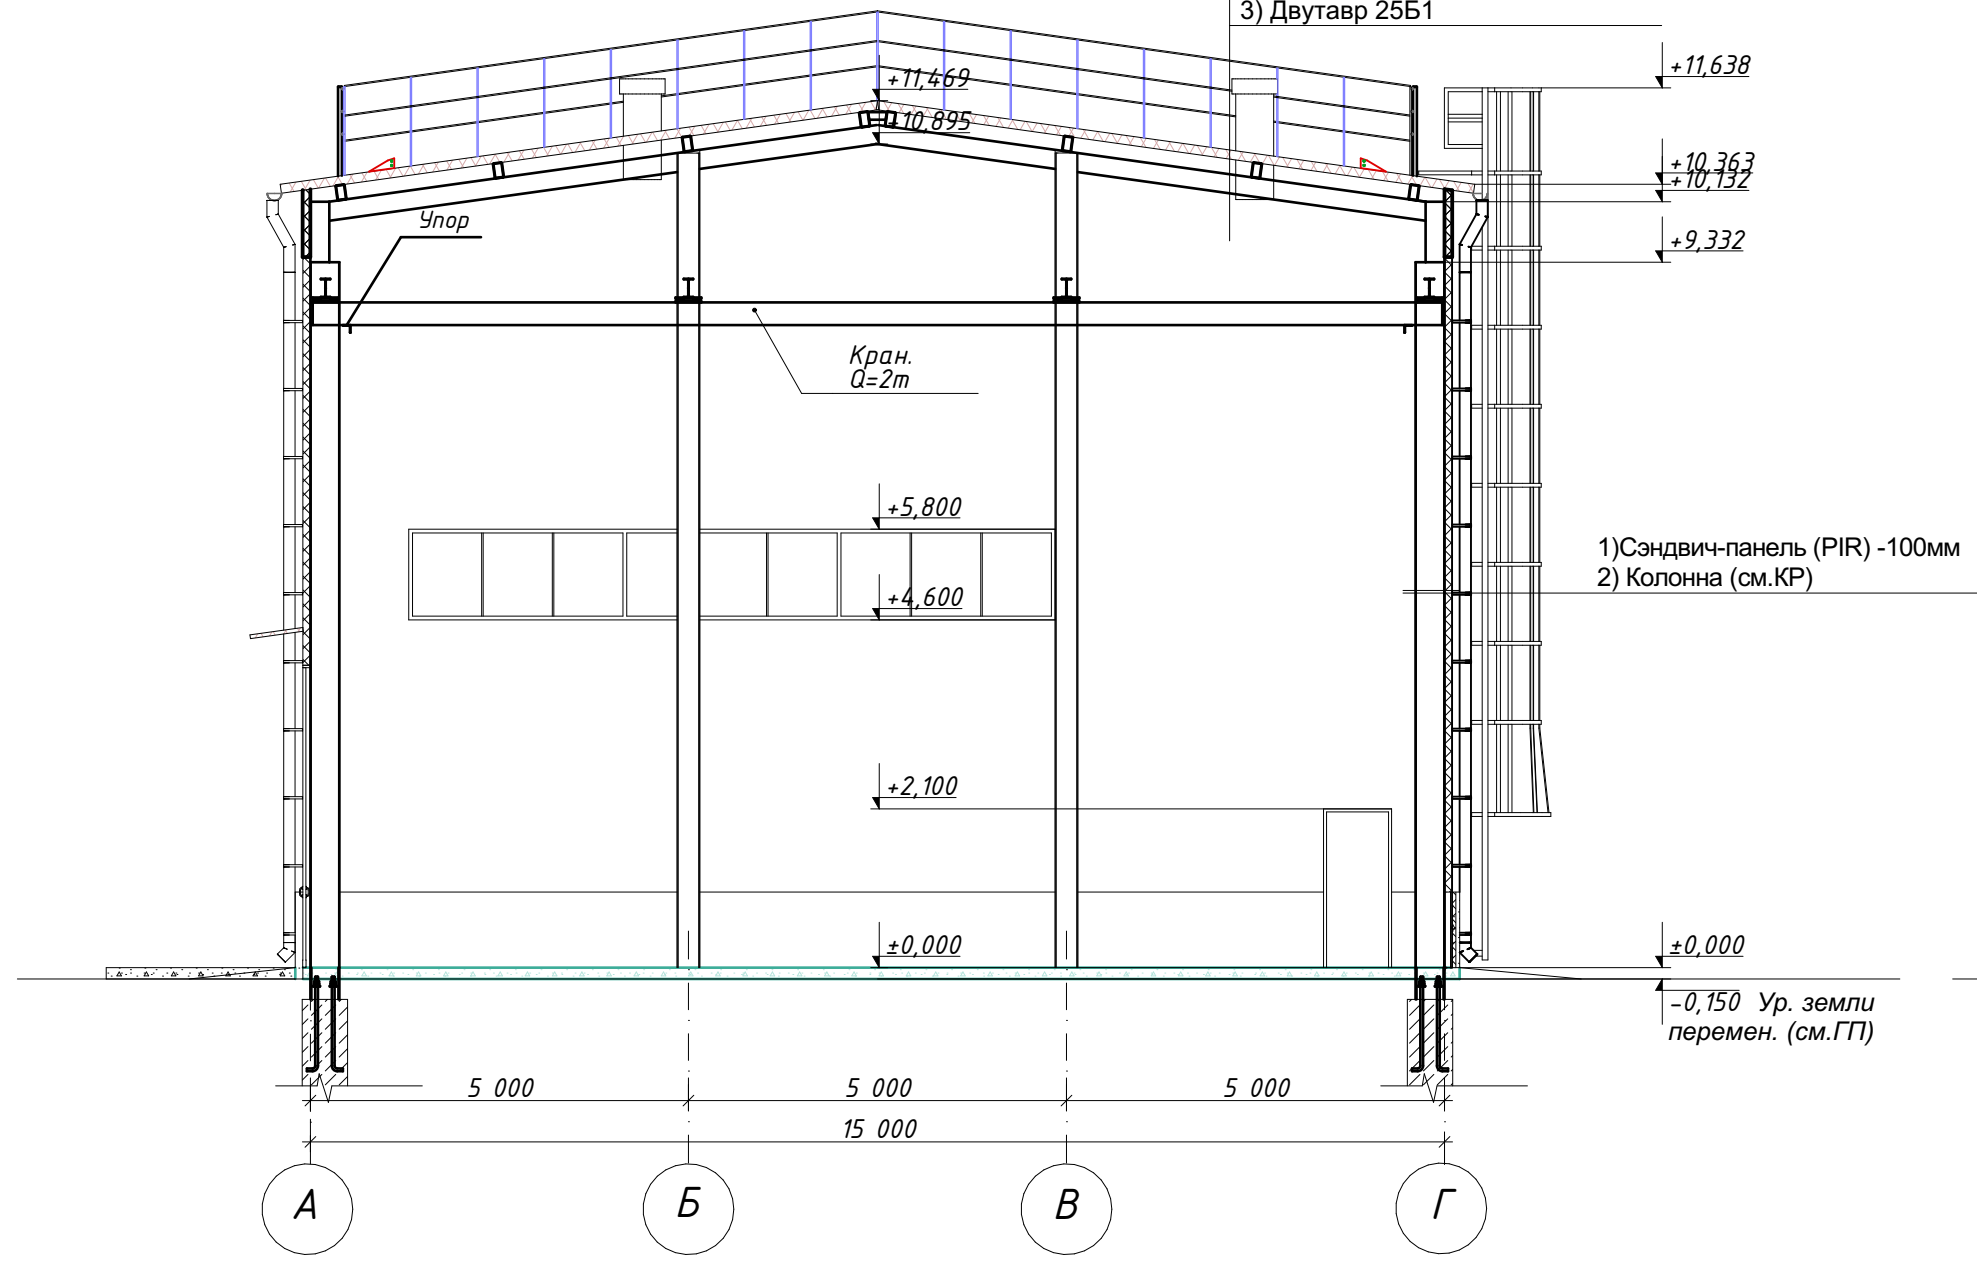 3) Двутавр 25Б1
+11,638
+11,469
+10,895
+10,363
+10,132
+9,332
Упор
Кран.
Q=2т
+5,800
+4,600
1)Сэндвич-панель (PIR) -100мм
2) Колонна (см.КР)
+2,100
±0,000
±0,000
-0,150 Ур. земли
перемен. (см.ГП)
5 000
5 000
5 000
15 000
А
Б
В
Г